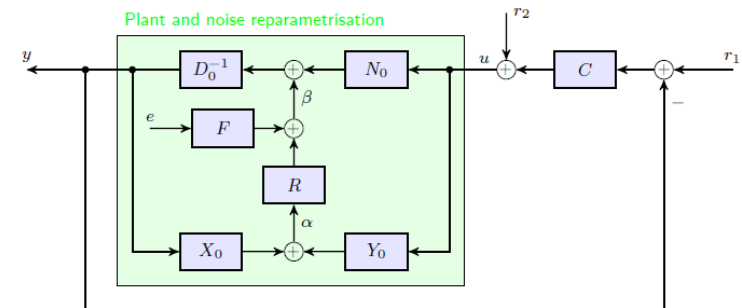 Plant and noise reparametrisation
r₂
y
D₀⁻¹
+
N₀
u
+
C
+
r₁
β
−
e
F
+
R
α
X₀
+
Y₀